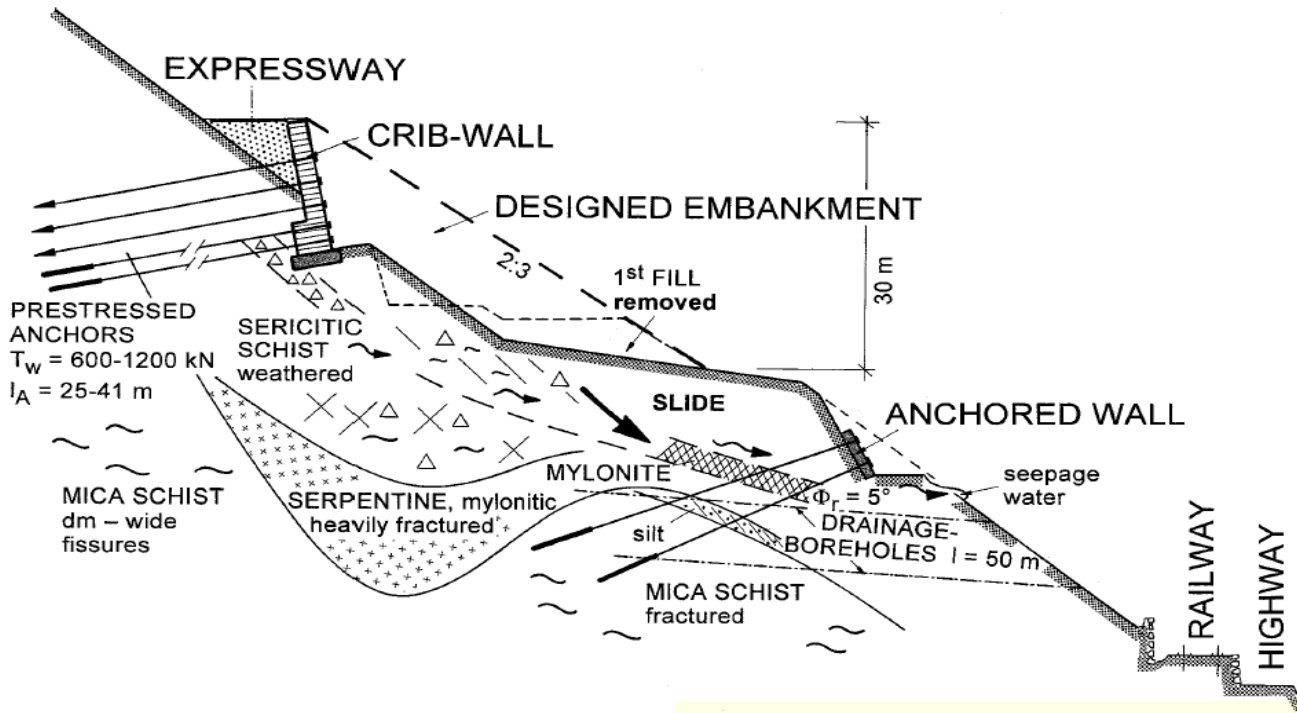 EXPRESSWAY
CRIB-WALL
DESIGNED EMBANKMENT
2:3
1st FILL
removed
30 m
PRESTRESSED
ANCHORS
Tw = 600-1200 kN
lA = 25-41 m
SERICITIC
SCHIST
weathered
SLIDE
ANCHORED WALL
MYLONITE
seepage
water
MICA SCHIST
dm – wide
fissures
SERPENTINE, mylonitic
heavily fractured
silt
Φr = 5°
DRAINAGE-
BOREHOLES l = 50 m
MICA SCHIST
fractured
RAILWAY
HIGHWAY